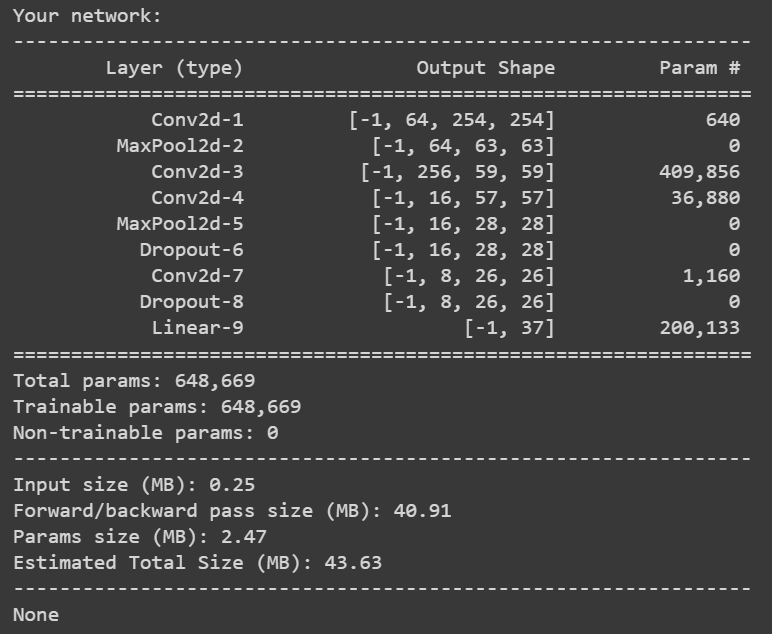 Your network:
----------------------------------------------------------------
        Layer (type)               Output Shape         Param #
================================================================
            Conv2d-1         [-1, 64, 254, 254]             640
         MaxPool2d-2           [-1, 64, 63, 63]               0
            Conv2d-3          [-1, 256, 59, 59]         409,856
            Conv2d-4           [-1, 16, 57, 57]          36,880
         MaxPool2d-5           [-1, 16, 28, 28]               0
           Dropout-6           [-1, 16, 28, 28]               0
            Conv2d-7            [-1, 8, 26, 26]           1,160
           Dropout-8            [-1, 8, 26, 26]               0
            Linear-9                   [-1, 37]         200,133
================================================================
Total params: 648,669
Trainable params: 648,669
Non-trainable params: 0
----------------------------------------------------------------
Input size (MB): 0.25
Forward/backward pass size (MB): 40.91
Params size (MB): 2.47
Estimated Total Size (MB): 43.63
----------------------------------------------------------------
None